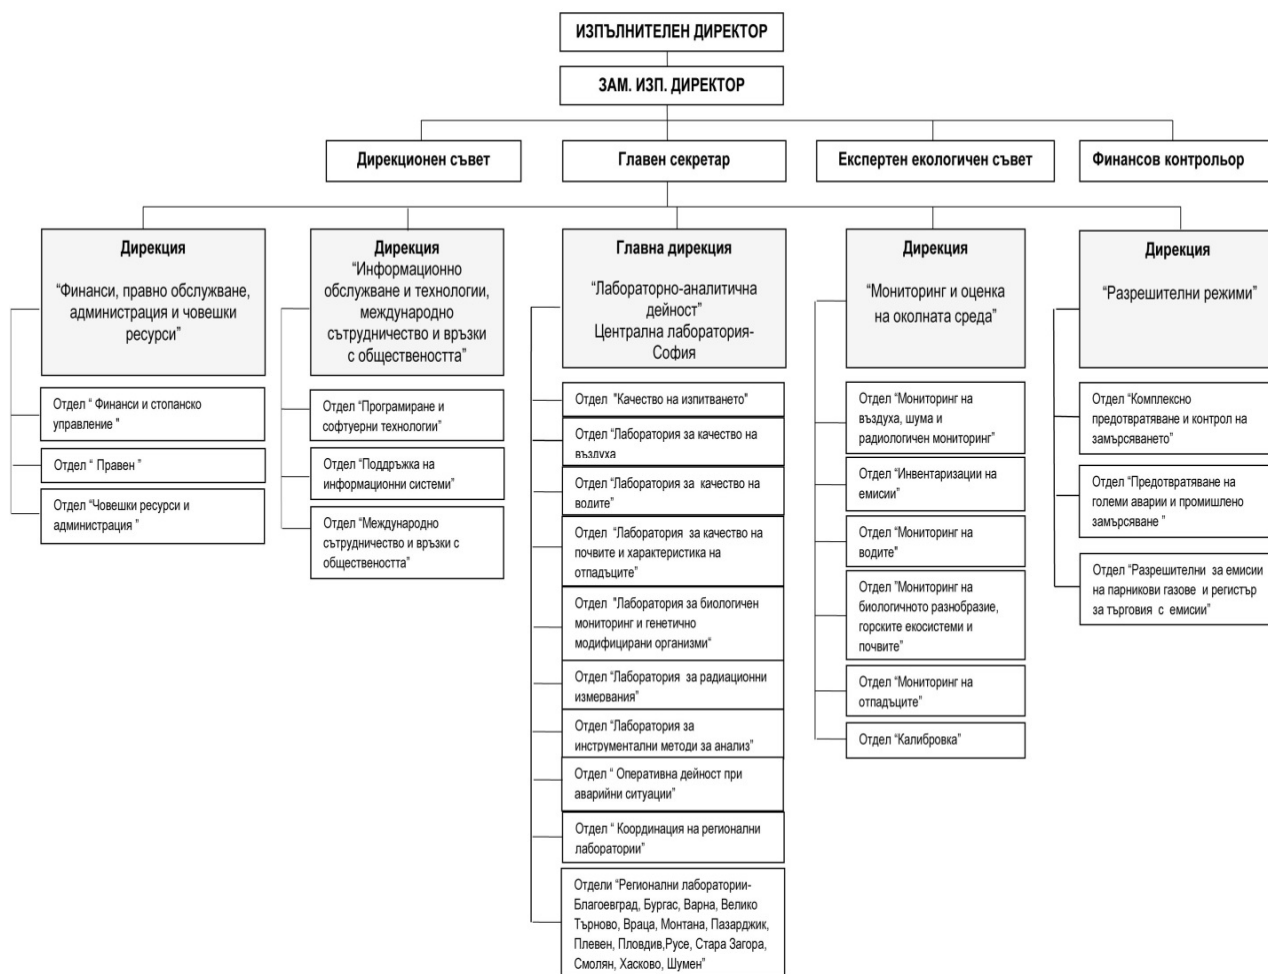 ИЗПЪЛНИТЕЛЕН ДИРЕКТОР
ЗАМ. ИЗП. ДИРЕКТОР
Дирекционен съвет
Главен секретар
Експертен екологичен съвет
Финансов контрольор
Дирекция
“Финанси, правно обслужване,
администрация и човешки
ресурси”
Отдел “ Финанси и стопанско
управление "
Отдел “ Правен ”
Отдел “Човешки ресурси и
администрация ”
Дирекция
“Информационно
обслужване и технологии,
международно
сътрудничество и връзки
с обществеността”
Отдел “Програмиране и
софтуерни технологии”
Отдел “Поддръжка на
информационни системи”
Отдел “Международно
сътрудничество и връзки с
обществеността”
Главна дирекция
“Лабораторно-аналитична
дейност”
Централна лаборатория-
София
Отдел "Качество на изпитването"
Отдел “Лаборатория за качество на
въздуха
Отдел “Лаборатория за качество на
водите”
Отдел “Лаборатория за качество на
почвите и характеристика на
отпадъците”
Отдел "Лаборатория за биологичен
мониторинг и генетично
модифицирани организми“
Отдел “Лаборатория за радиационни
измервания”
Отдел “Лаборатория за
инструментални методи за анализ”
Отдел “ Оперативна дейност при
аварийни ситуации”
Отдел “ Координация на регионални
лаборатории”
Отдели “Регионални лаборатории-
Благоевград, Бургас, Варна, Велико
Търново, Враца, Монтана, Пазарджик,
Плевен, Пловдив,Русе, Стара Загора,
Смолян, Хасково, Шумен”
Дирекция
“Мониторинг и оценка
на околната среда”
Отдел “Мониторинг на
въздуха, шума и
радиологичен мониторинг”
Отдел “Инвентаризации на
емисии”
Отдел “Мониторинг на
водите"
Отдел "Мониторинг на
биологичното разнобразие,
горските екосистеми и
почвите”
Отдел “Мониторинг на
отпадъците”
Отдел “Калибровка”
Дирекция
“Разрешителни режими”
Отдел “Комплексно
предотвратяване и контрол на
замърсяването”
Отдел “Предотвратяване на
големи аварии и промишлено
замърсяване ”
Отдел “Разрешителни за емисии
на парникови газове и регистър
за търговия с емисии”